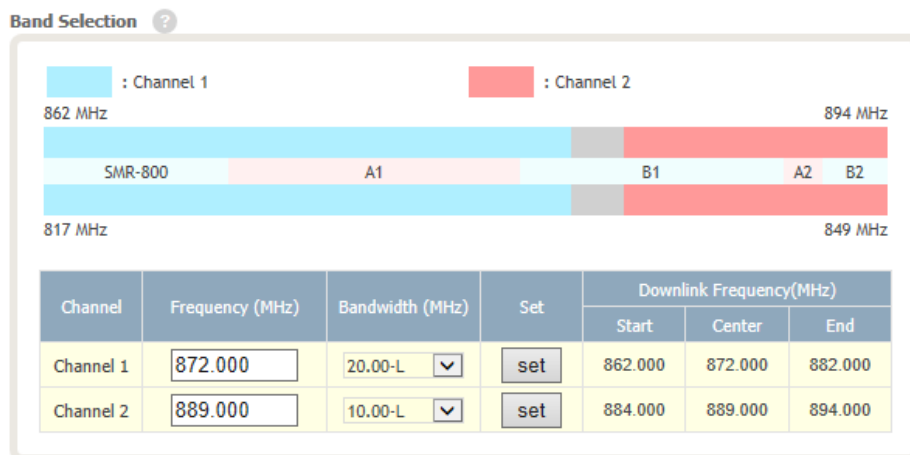 Band Selection ?
: Channel 1 : Channel 2
862 MHz 894 MHz
SMR-800 A1 B1 A2 B2
817 MHz 849 MHz
Channel Frequency (MHz) Bandwidth (MHz) Set Downlink Frequency(MHz)
Start Center End
Channel 1 872.000 20.00-L set 862.000 872.000 882.000
Channel 2 889.000 10.00-L set 884.000 889.000 894.000